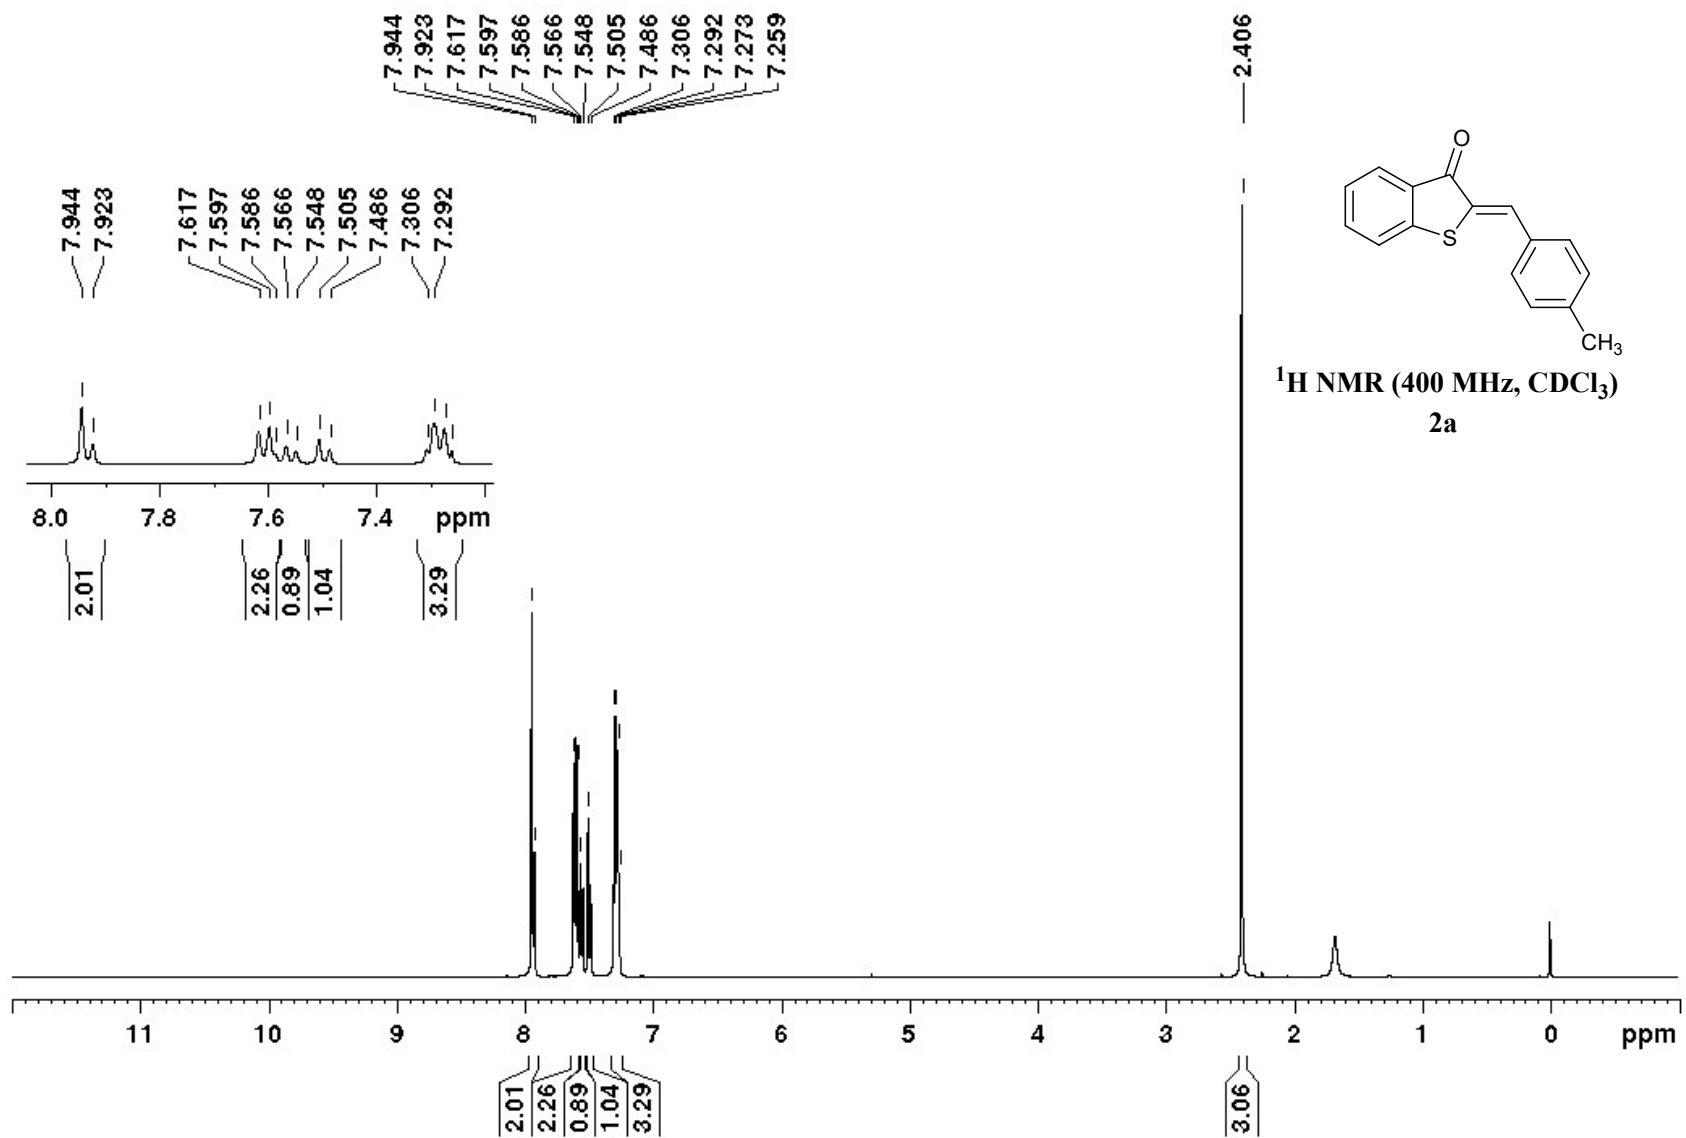 7.944 7.923 7.617 7.597 7.586 7.566 7.548 7.505 7.486 7.306 7.292 7.273 7.259
2.406
7.944 7.923 7.617 7.597 7.586 7.566 7.548 7.505 7.486 7.306 7.292
O
S
CH3
1H NMR (400 MHz, CDCl3)
2a
8.0 7.8 7.6 7.4 ppm
2.01 2.26 0.89 1.04 3.29
11 10 9 8 7 6 5 4 3 2 1 0 ppm
2.01 2.26 0.89 1.04 3.29 3.06